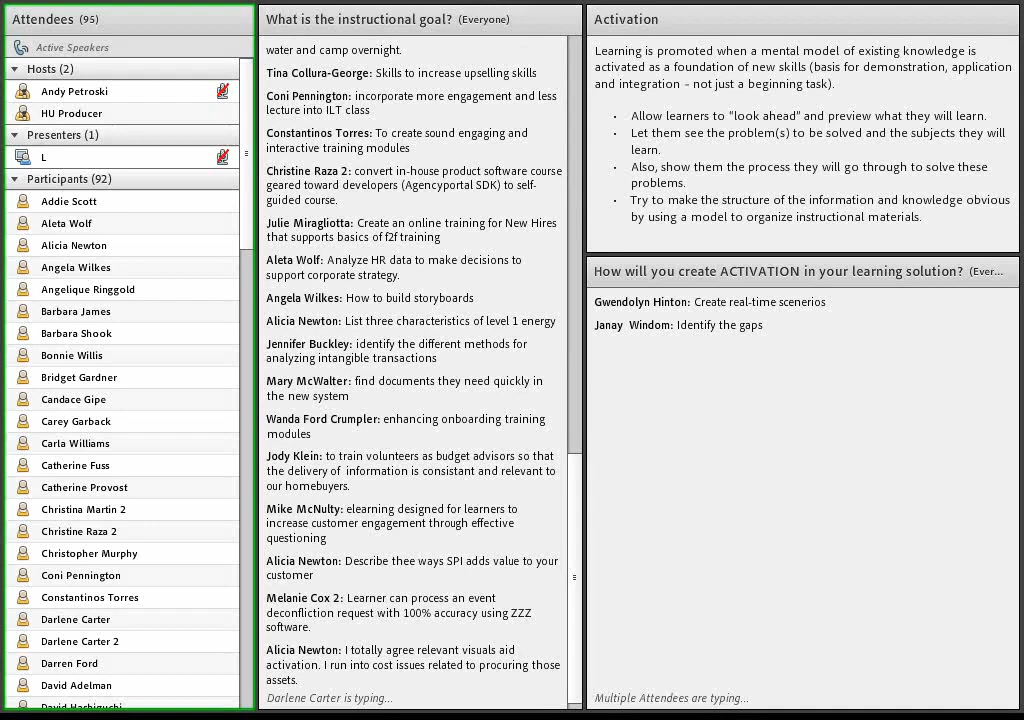 Attendees (95)
Active Speakers
Hosts (2)
Andy Petroski
HU Producer
Presenters (1)
L
Participants (92)
Addie Scott
Aleta Wolf
Alicia Newton
Angela Wilkes
Angelique Ringgold
Barbara James
Barbara Shook
Bonnie Willis
Bridget Gardner
Candace Gipe
Carey Garback
Carla Williams
Catherine Fuss
Catherine Provost
Christina Martin 2
Christine Raza 2
Christopher Murphy
Coni Pennington
Constantinos Torres
Darlene Carter
Darlene Carter 2
Darren Ford
David Adelman
David Hachiguchi
What is the instructional goal? (Everyone)
water and camp overnight.
Tina Collura-George: Skills to increase upselling skills
Coni Pennington: incorporate more engagement and less
lecture into ILT class
Constantinos Torres: To create sound engaging and
interactive training modules
Christine Raza 2: convert in-house product software course
geared toward developers (Agencyportal SDK) to self-
guided course.
Julie Miragliotta: Create an online training for New Hires
that supports basics of f2f training
Aleta Wolf: Analyze HR data to make decisions to
support corporate strategy.
Angela Wilkes: How to build storyboards
Alicia Newton: List three characteristics of level 1 energy
Jennifer Buckley: identify the different methods for
analyzing intangible transactions
Mary McWalter: find documents they need quickly in
the new system
Wanda Ford Crumpler: enhancing onboarding training
modules
Jody Klein: to train volunteers as budget advisors so that
the delivery of information is consistant and relevant to
our homebuyers.
Mike McNulty: elearning designed for learners to
increase customer engagement through effective
questioning
Alicia Newton: Describe thee ways SPI adds value to your
customer
Melanie Cox 2: Learner can process an event
deconfliction request with 100% accuracy using ZZZ
software.
Alicia Newton: I totally agree relevant visuals aid
activation. I run into cost issues related to procuring those
assets.
Darlene Carter is typing...
Activation
Learning is promoted when a mental model of existing knowledge is
activated as a foundation of new skills (basis for demonstration, application
and integration – not just a beginning task).
• Allow learners to "look ahead" and preview what they will learn.
• Let them see the problem(s) to be solved and the subjects they will
learn.
• Also, show them the process they will go through to solve these
problems.
• Try to make the structure of the information and knowledge obvious
by using a model to organize instructional materials.
How will you create ACTIVATION in your learning solution? (Ever...
Gwendolyn Hinton: Create real-time scenerios
Janay Windom: Identify the gaps
Multiple Attendees are typing...